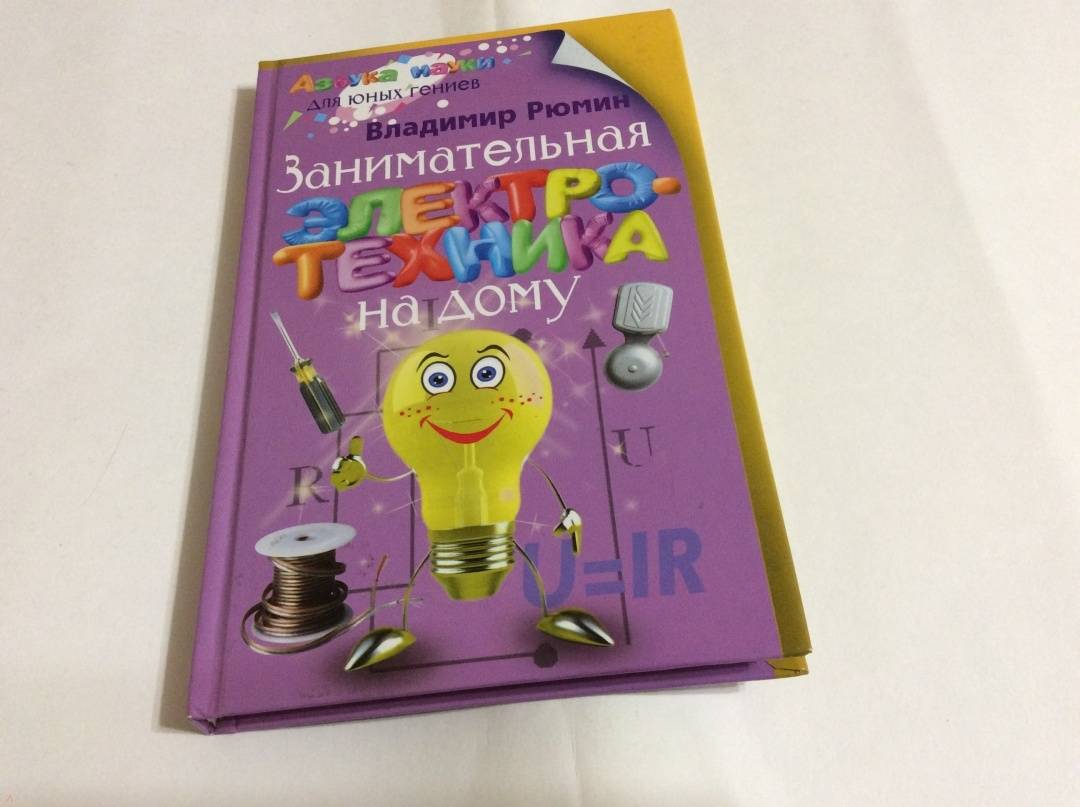 Азбука науки
для юных гениев
Владимир Рюмин
Занимательная
ЭЛЕКТРО-
ТЕХНИКА
на дому
I
R
U
U=IR